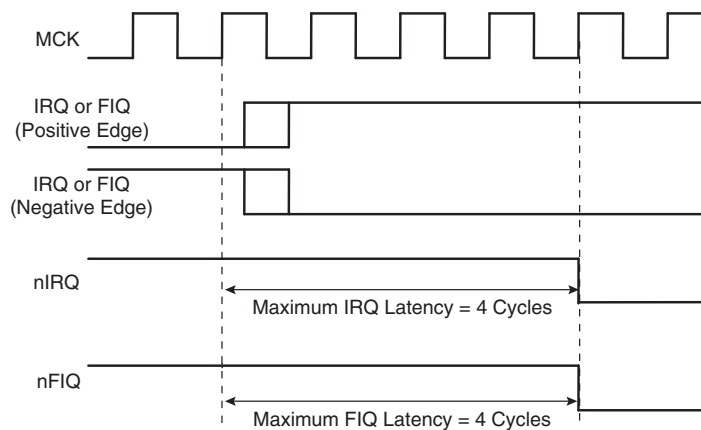 MCK
IRQ or FIQ
(Positive Edge)
IRQ or FIQ
(Negative Edge)
nIRQ
Maximum IRQ Latency = 4 Cycles
nFIQ
Maximum FIQ Latency = 4 Cycles